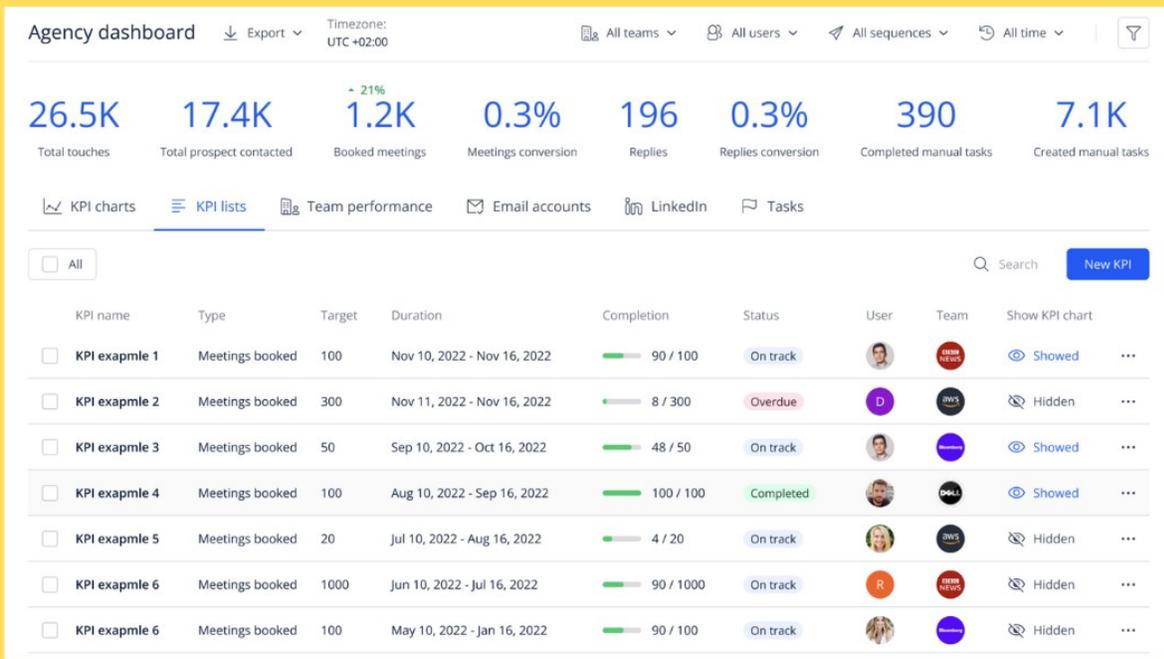 Agency dashboard Export Timezone: UTC +02:00 All teams All users All sequences All time
21%
26.5K 17.4K 1.2K 0.3% 196 0.3% 390 7.1K
Total touches Total prospect contacted Booked meetings Meetings conversion Replies Replies conversion Completed manual tasks Created manual tasks
KPI charts KPI lists Team performance Email accounts LinkedIn Tasks
All Search New KPI
KPI name Type Target Duration Completion Status User Team Show KPI chart
KPI exapmle 1 Meetings booked 100 Nov 10, 2022 - Nov 16, 2022 90 / 100 On track BBC NEWS Showed
KPI exapmle 2 Meetings booked 300 Nov 11, 2022 - Nov 16, 2022 8 / 300 Overdue D aws Hidden
KPI exapmle 3 Meetings booked 50 Sep 10, 2022 - Oct 16, 2022 48 / 50 On track Bloomberg Showed
KPI exapmle 4 Meetings booked 100 Aug 10, 2022 - Sep 16, 2022 100 / 100 Completed DELL Showed
KPI exapmle 5 Meetings booked 20 Jul 10, 2022 - Aug 16, 2022 4 / 20 On track aws Hidden
KPI exapmle 6 Meetings booked 1000 Jun 10, 2022 - Jul 16, 2022 90 / 1000 On track R BBC NEWS Hidden
KPI exapmle 6 Meetings booked 100 May 10, 2022 - Jan 16, 2022 90 / 100 On track Bloomberg Hidden